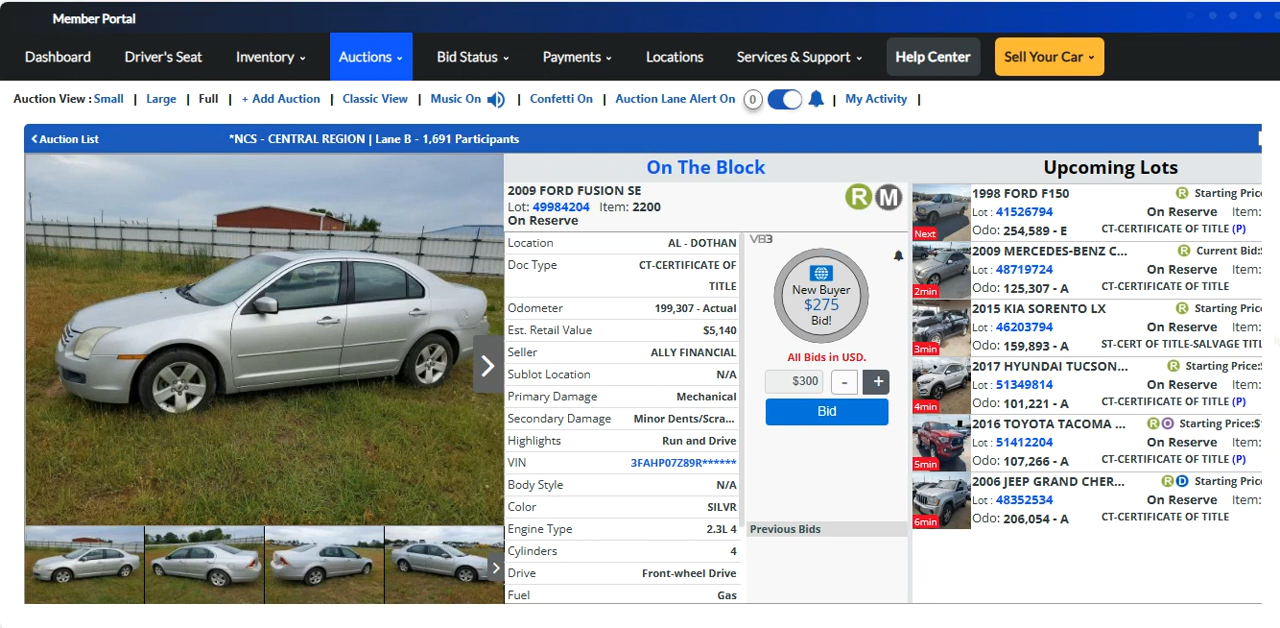 Member Portal
Dashboard Driver's Seat Inventory Auctions Bid Status Payments Locations Services & Support Help Center Sell Your Car
Auction View : Small | Large | Full | + Add Auction | Classic View | Music On | Confetti On | Auction Lane Alert On 0 | My Activity |
Auction List *NCS - CENTRAL REGION | Lane B - 1,691 Participants
On The Block
2009 FORD FUSION SE
Lot: 49984204 Item: 2200
On Reserve
R M
Location AL - DOTHAN
Doc Type CT-CERTIFICATE OF
TITLE
Odometer 199,307 - Actual
Est. Retail Value $5,140
Seller ALLY FINANCIAL
Sublot Location N/A
Primary Damage Mechanical
Secondary Damage Minor Dents/Scra...
Highlights Run and Drive
VIN 3FAHP07Z89R******
Body Style N/A
Color SILVR
Engine Type 2.3L 4
Cylinders 4
Drive Front-wheel Drive
Fuel Gas
VB3
New Buyer
$275
Bid!
All Bids in USD.
$300 - +
Bid
Previous Bids
Upcoming Lots
1998 FORD F150 R Starting Price
Lot : 41526794 On Reserve Item:
Next Odo: 254,589 - E CT-CERTIFICATE OF TITLE (P)
2009 MERCEDES-BENZ C... R Current Bid:
Lot : 48719724 On Reserve Item:
2min Odo: 125,307 - A CT-CERTIFICATE OF TITLE
2015 KIA SORENTO LX R Starting Price
Lot : 46203794 On Reserve Item:
3min Odo: 159,893 - A ST-CERT OF TITLE-SALVAGE TITL
2017 HYUNDAI TUCSON... R Starting Price:
Lot : 51349814 On Reserve Item:
4min Odo: 101,221 - A CT-CERTIFICATE OF TITLE (P)
2016 TOYOTA TACOMA ... R O Starting Price:$
Lot : 51412204 On Reserve Item:
5min Odo: 107,266 - A CT-CERTIFICATE OF TITLE (P)
2006 JEEP GRAND CHER... R D Starting Price
Lot : 48352534 On Reserve Item:
6min Odo: 206,054 - A CT-CERTIFICATE OF TITLE